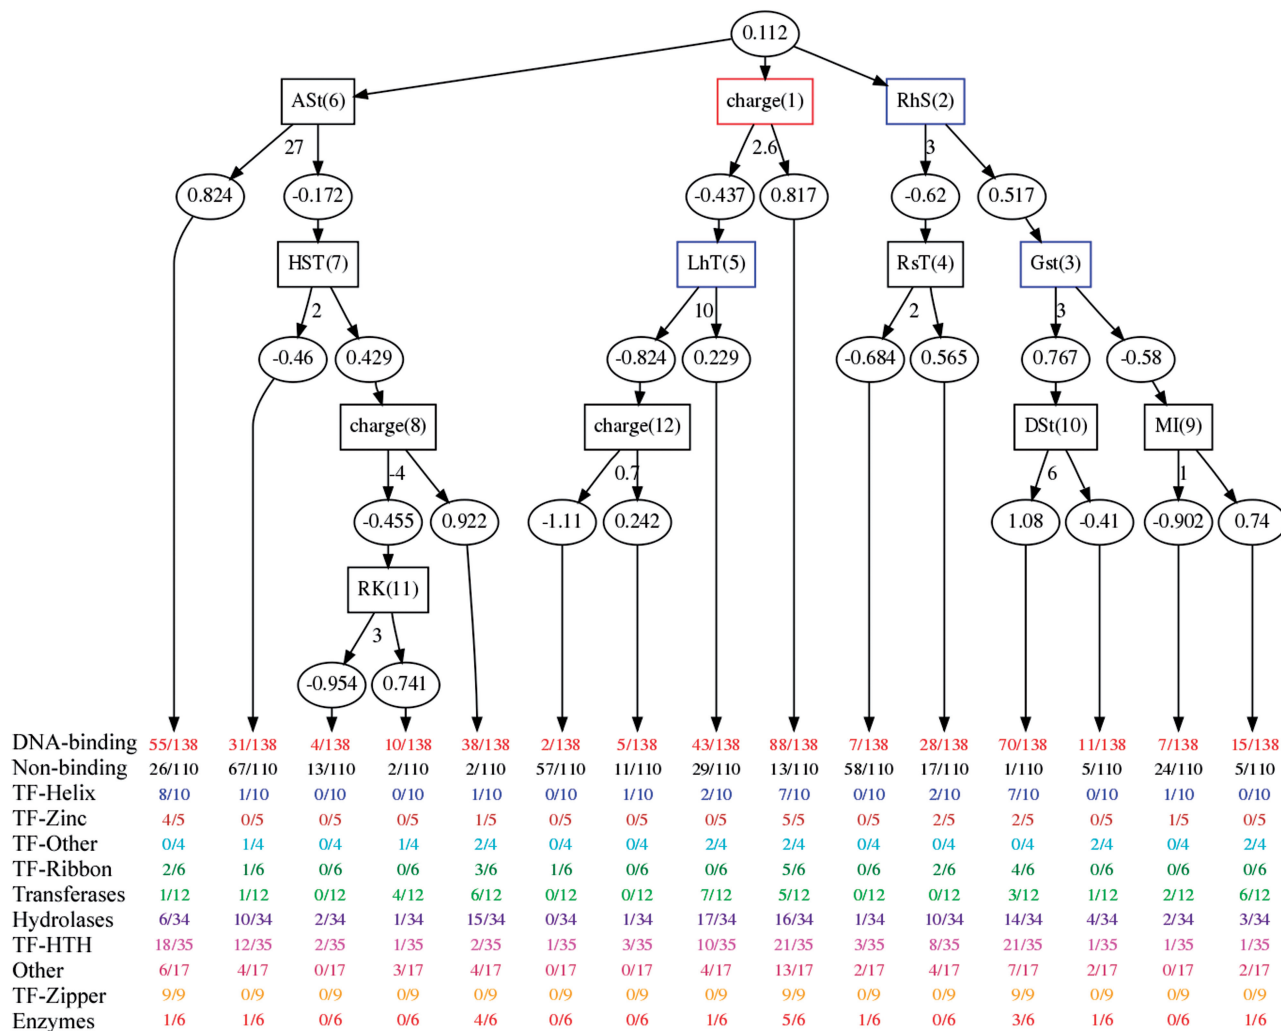 0.112
ASt(6) charge(1) RhS(2)
27 2.6 3
0.824 -0.172 -0.437 0.817 -0.62 0.517
HST(7) LhT(5) RsT(4) Gst(3)
2 10 2 3
-0.46 0.429 -0.824 0.229 -0.684 0.565 0.767 -0.58
charge(8) charge(12) DSt(10) MI(9)
-4 0.7 6 1
-0.455 0.922 -1.11 0.242 1.08 -0.41 -0.902 0.74
RK(11)
3
-0.954 0.741
DNA-binding 55/138 31/138 4/138 10/138 38/138 2/138 5/138 43/138 88/138 7/138 28/138 70/138 11/138 7/138 15/138
Non-binding 26/110 67/110 13/110 2/110 2/110 57/110 11/110 29/110 13/110 58/110 17/110 1/110 5/110 24/110 5/110
TF-Helix 8/10 1/10 0/10 0/10 1/10 0/10 1/10 2/10 7/10 0/10 2/10 7/10 0/10 1/10 0/10
TF-Zinc 4/5 0/5 0/5 0/5 1/5 0/5 0/5 0/5 5/5 0/5 2/5 2/5 0/5 1/5 0/5
TF-Other 0/4 1/4 0/4 1/4 2/4 0/4 0/4 2/4 2/4 0/4 0/4 0/4 2/4 0/4 2/4
TF-Ribbon 2/6 1/6 0/6 0/6 3/6 1/6 0/6 0/6 5/6 0/6 2/6 4/6 0/6 0/6 0/6
Transferases 1/12 1/12 0/12 4/12 6/12 0/12 0/12 7/12 5/12 0/12 0/12 3/12 1/12 2/12 6/12
Hydrolases 6/34 10/34 2/34 1/34 15/34 0/34 1/34 17/34 16/34 1/34 10/34 14/34 4/34 2/34 3/34
TF-HTH 18/35 12/35 2/35 1/35 2/35 1/35 3/35 10/35 21/35 3/35 8/35 21/35 1/35 1/35 1/35
Other 6/17 4/17 0/17 3/17 4/17 0/17 0/17 4/17 13/17 2/17 4/17 7/17 2/17 0/17 2/17
TF-Zipper 9/9 0/9 0/9 0/9 0/9 0/9 0/9 0/9 9/9 0/9 0/9 9/9 0/9 0/9 0/9
Enzymes 1/6 1/6 0/6 0/6 4/6 0/6 0/6 1/6 5/6 1/6 0/6 3/6 1/6 0/6 1/6